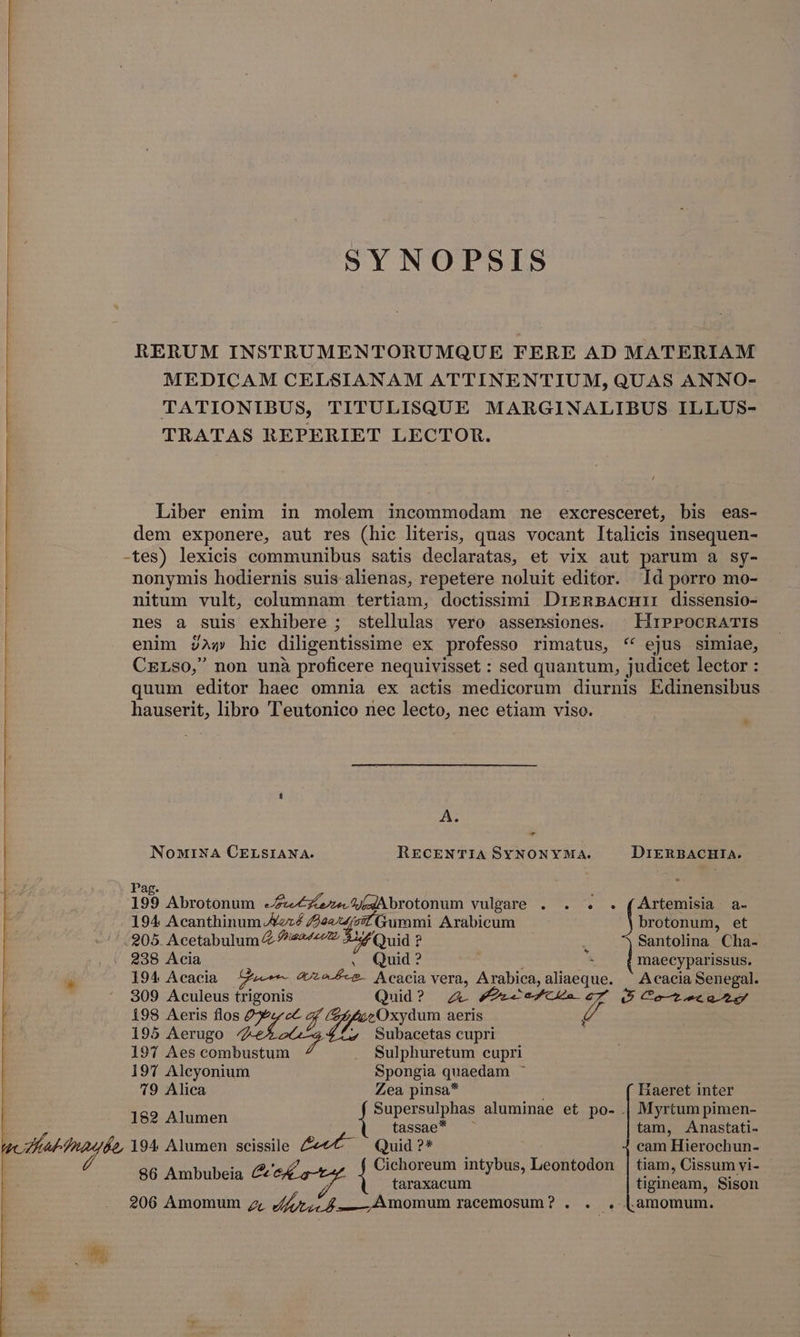 SYNOPSIS
RERUM INSTRUMENTORUMQUE FERE AD MATERIAM
MEDICAM CELSIANAM ATTINENTIUM, QUAS ANNO-
TATIONIBUS, TITULISQUE MARGINALIBUS ILLUS-
TRATAS REPERIET LECTOR.
Liber enim in molem incommodam ne excresceret, bis eas-
dem exponere, aut res (hic literis, quas vocant Italicis insequen-
tes) lexicis communibus satis declaratas, et vix aut parum a sy-
nonymis hodiernis suis alienas, repetere noluit editor. Id porro mo-
nitum vult, columnam tertiam, doctissimi DIERBACHII dissensio-
nes a suis exhibere; stellulas vero assensiones. HIPPOCRATIS
enim ὕλην hic diligentissime ex professo rimatus, “ ejus simiae,
CELSO,” non unà proficere nequivisset : sed quantum, judicet lector :
quum editor haec omnia ex actis medicorum diurnis Edinensibus
hauserit, libro Teutonico nec lecto, nec etiam viso.
A.
NOMINA CELSIANA. RECENTIA SYNONYMA. DIERBACHIA.
Pag.
199 Abrotonum Abrotonum vulgare . . . . { Artemisia a-
194 Acanthinum Gummi Arabicum brotonum, et
205 Acetabulum Quid ? Santolina Cha-
238 Acia Quid ? maecyparissus.
194 Acacia Acacia vera, Arabica, aliaeque. Acacia Senegal.
309 Aculeus trigonis Quid ?
198 Aeris flos Oxydum aeris
195 Aerugo Subacetas cupri
197 Aes combustum Sulphuretum cupri
197 Alcyonium Spongia quaedam
79 Alica Zea pinsa* { Haeret inter
182 Alumen { Supersulphas aluminae et po- Myrtum pimen-
tassae* tam, Anastati-
194 Alumen scissile Quid ?* cam Hierochun-
86 Ambubeia { Cichoreum intybus, Leontodon tiam, Cissum vi-
taraxacum tigineam, Sison
206 Amomum Amomum racemosum ? . . . amomum.